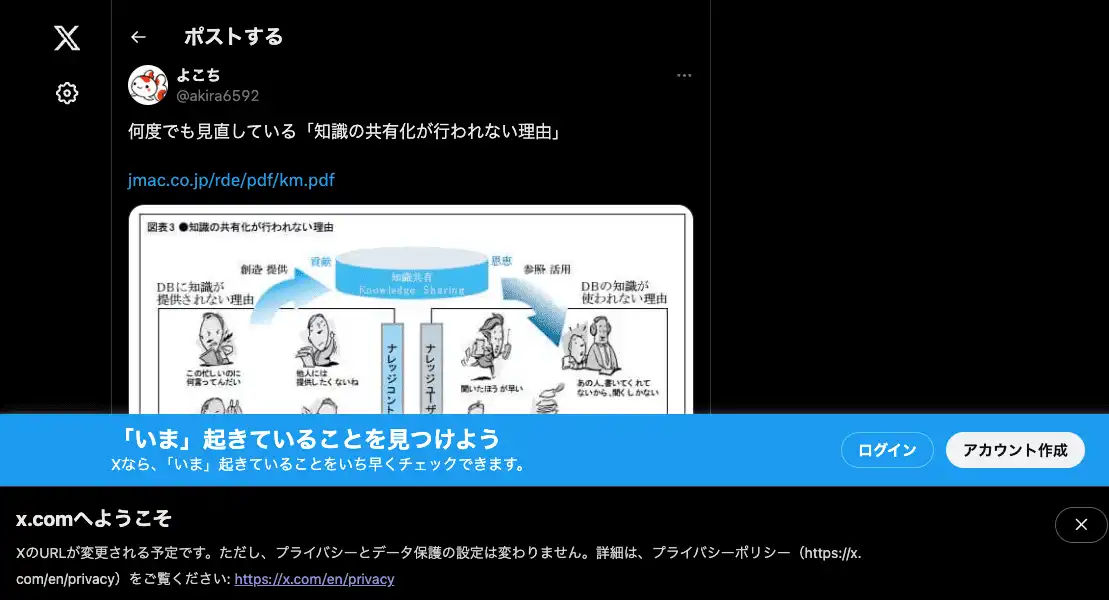 ポストする
よこち
@akira6592
何度でも見直している「知識の共有化が行われない理由」
jmac.co.jp/rde/pdf/km.pdf
図表3 ●知識の共有化が行われない理由
創造・提供
貢献
知識共有
Knowledge Sharing
恩恵
参照・活用
DBに知識が
提供されない理由
DBの知識が
使われない理由
この忙しいのに
何言ってんだい
他人には
提供したくないね
ナレッジコント
ナレッジユーザ
聞いたほうが早い
あの人、書いてくれて
ないから、聞くしかない
「いま」起きていることを見つけよう
Xなら、「いま」起きていることをいち早くチェックできます。
ログイン
アカウント作成
x.comへようこそ
XのURLが変更される予定です。ただし、プライバシーとデータ保護の設定は変わりません。詳細は、プライバシーポリシー（https://x.
com/en/privacy）をご覧ください: https://x.com/en/privacy